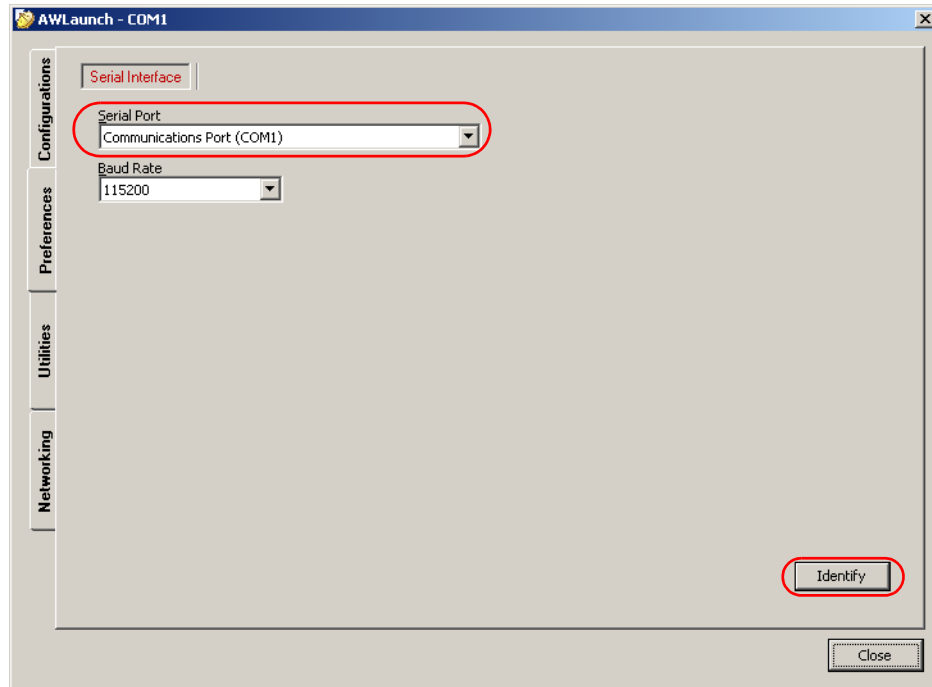 AWLaunch - COM1
Configurations
Preferences
Utilities
Networking
Serial Interface
Serial Port
Communications Port (COM1)
Baud Rate
115200
Identify
Close